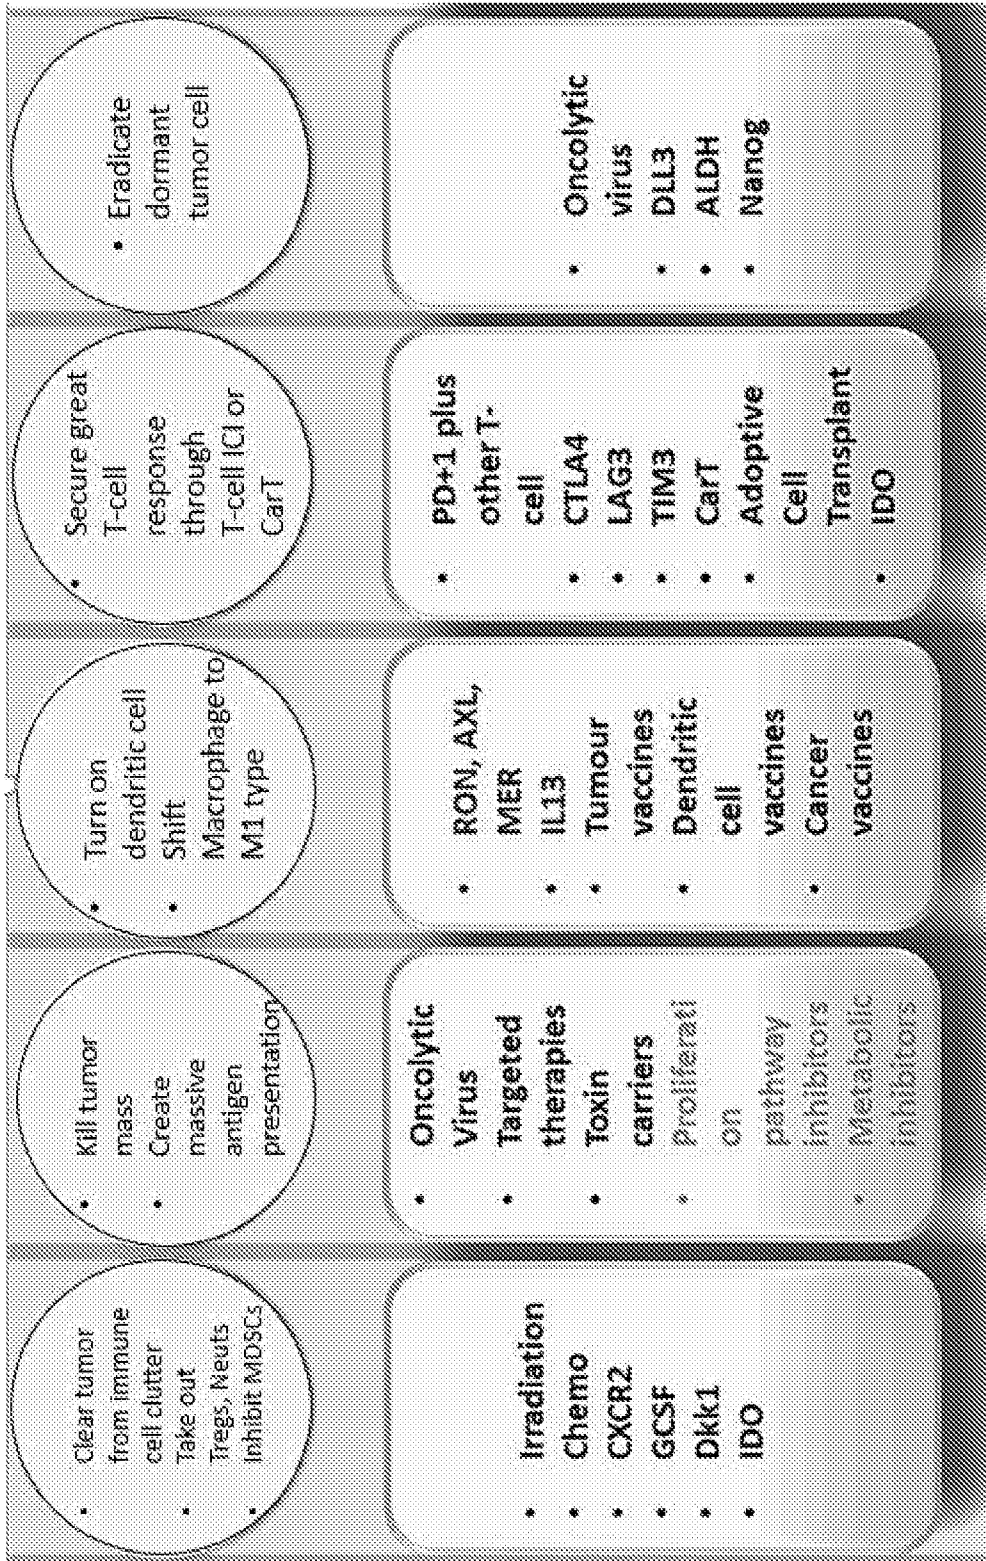 • Clear tumor
from immune
cell clutter
• Take out
Tregs, Neuts
• Inhibit MDSCs
• Irradiation
• Chemo
• CXCR2
• GCSF
• Dkk1
• IDO
• Kill tumor
mass
• Create
massive
antigen
presentation
• Oncolytic
Virus
• Targeted
therapies
• Toxin
carriers
• Proliferati
on
pathway
inhibitors
• Metabolic
inhibitors
• Turn on
dendritic cell
• Shift
Macrophage to
M1 type
• RON, AXL,
MER
• IL13
• Tumour
vaccines
• Dendritic
cell
vaccines
• Cancer
vaccines
• Secure great
T-cell
response
through
T-cell ICI or
CarT
• PD+1 plus
other T-
cell
• CTLA4
• LAG3
• TIM3
• CarT
• Adoptive
Cell
Transplant
• IDO
• Eradicate
dormant
tumor cell
• Oncolytic
virus
• DLL3
• ALDH
• Nanog